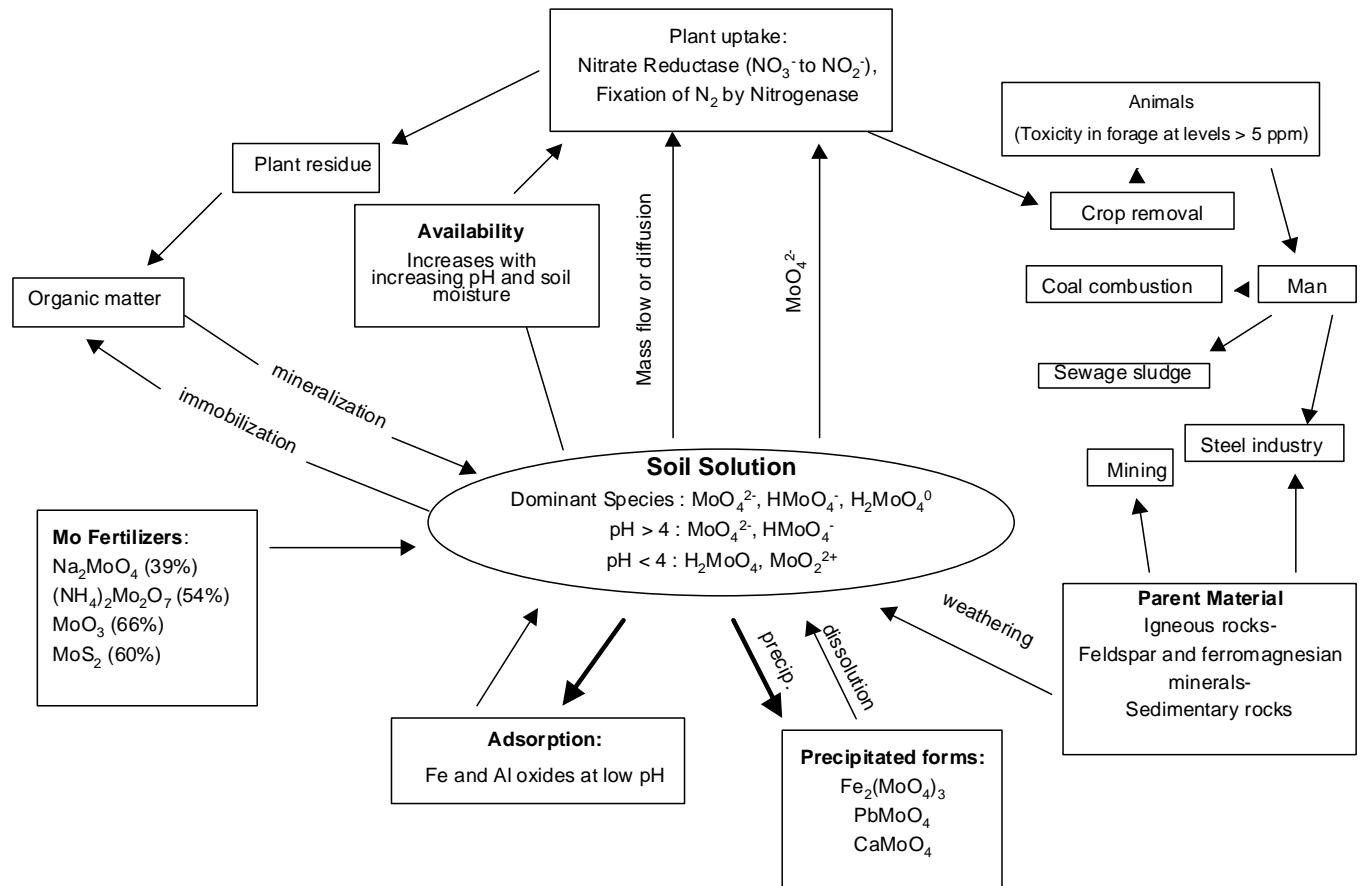 Plant uptake:
Nitrate Reductase (NO₃⁻ to NO₂⁻),
Fixation of N₂ by Nitrogenase
Animals
(Toxicity in forage at levels > 5 ppm)
Plant residue
Crop removal
Availability
Increases with
increasing pH and soil
moisture
Mass flow or diffusion
MoO₄²⁻
Organic matter
Coal combustion
Man
Sewage sludge
mineralization
immobilization
Steel industry
Mining
Soil Solution
Dominant Species : MoO₄²⁻, HMoO₄⁻, H₂MoO₄⁰
pH > 4 : MoO₄²⁻, HMoO₄⁻
pH < 4 : H₂MoO₄, MoO₂²⁺
Mo Fertilizers:
Na₂MoO₄ (39%)
(NH₄)₂Mo₂O₇ (54%)
MoO₃ (66%)
MoS₂ (60%)
weathering
Parent Material
Igneous rocks-
Feldspar and ferromagnesian
minerals-
Sedimentary rocks
precip.
dissolution
Adsorption:
Fe and Al oxides at low pH
Precipitated forms:
Fe₂(MoO₄)₃
PbMoO₄
CaMoO₄